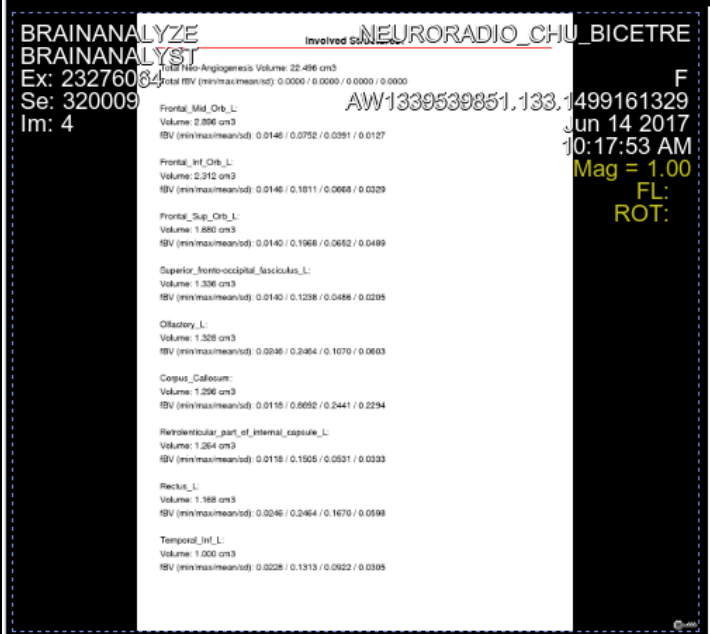 BRAINANALYZE
BRAINANALYST
Ex: 23276064
Se: 320009
Im: 4
NEURORADIO_CHU_BICETRE
F
AW1339539851.133.1499161329
Jun 14 2017
10:17:53 AM
Mag = 1.00
FL:
ROT:
Involved Structures:
Total Neo-Angiogenesis Volume: 22.496 cm3
Total fBV (min/max/mean/sd): 0.0000 / 0.0000 / 0.0000 / 0.0000
Frontal_Mid_Orb_L:
Volume: 2.896 cm3
fBV (min/max/mean/sd): 0.0146 / 0.0752 / 0.0391 / 0.0127
Frontal_Inf_Orb_L:
Volume: 2.312 cm3
fBV (min/max/mean/sd): 0.0146 / 0.1811 / 0.0668 / 0.0329
Frontal_Sup_Orb_L:
Volume: 1.680 cm3
fBV (min/max/mean/sd): 0.0140 / 0.1968 / 0.0652 / 0.0489
Superior_fronto-occipital_fasciculus_L:
Volume: 1.336 cm3
fBV (min/max/mean/sd): 0.0140 / 0.1238 / 0.0486 / 0.0205
Olfactory_L:
Volume: 1.328 cm3
fBV (min/max/mean/sd): 0.0246 / 0.2464 / 0.1070 / 0.0603
Corpus_Callosum:
Volume: 1.296 cm3
fBV (min/max/mean/sd): 0.0118 / 0.6692 / 0.2441 / 0.2294
Retrolenticular_part_of_internal_capsule_L:
Volume: 1.264 cm3
fBV (min/max/mean/sd): 0.0118 / 0.1505 / 0.0531 / 0.0333
Rectus_L:
Volume: 1.168 cm3
fBV (min/max/mean/sd): 0.0246 / 0.2464 / 0.1670 / 0.0598
Temporal_Inf_L:
Volume: 1.000 cm3
fBV (min/max/mean/sd): 0.0228 / 0.1313 / 0.0922 / 0.0305